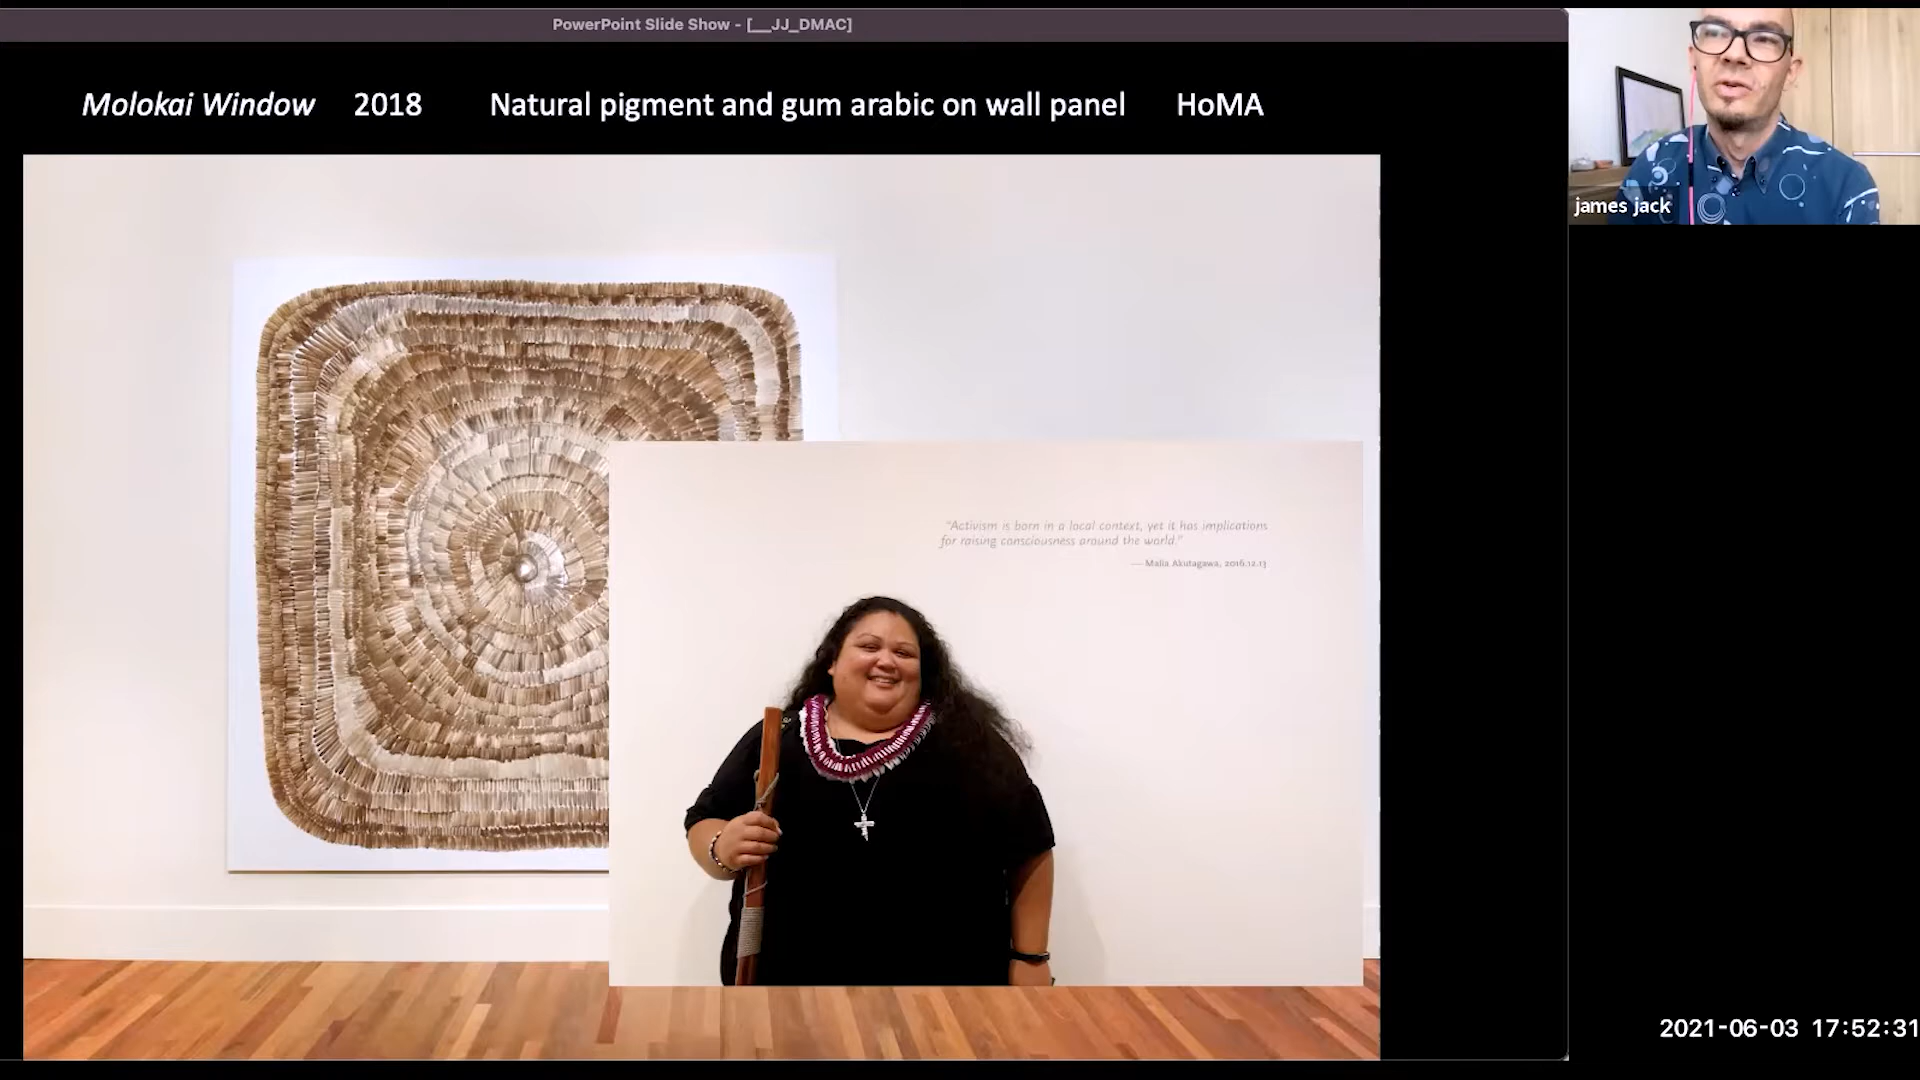 PowerPoint Slide Show - [__JJ_DMAC]
Molokai Window 2018 Natural pigment and gum arabic on wall panel HoMA
james jack
"Activism is born in a local context, yet it has implications
for raising consciousness around the world."
—Malia Akutagawa, 2016.12.13
2021-06-03 17:52:31